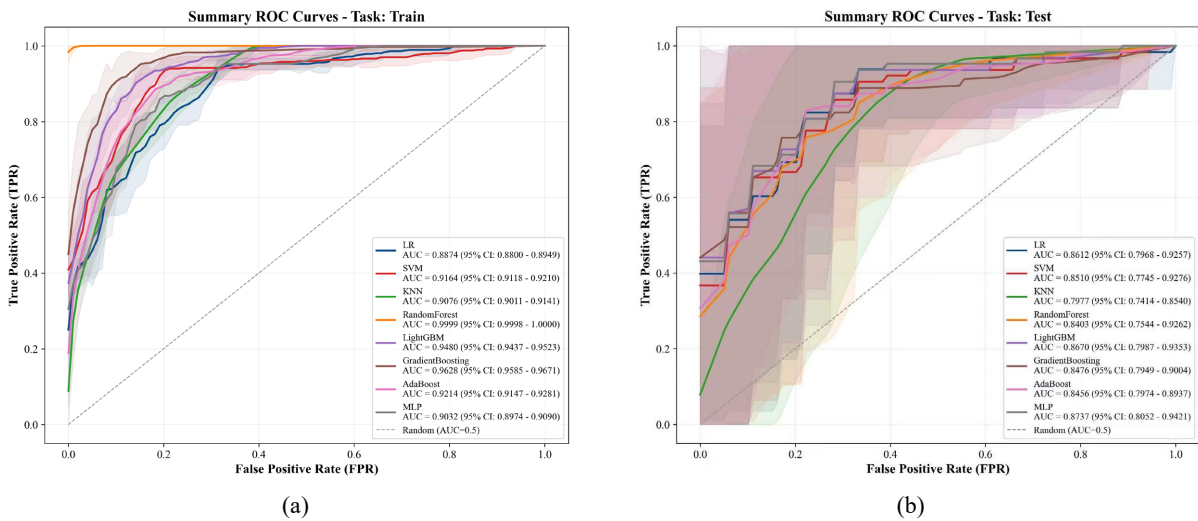 Summary ROC Curves - Task: Train
True Positive Rate (TPR)
1.0
0.8
0.6
0.4
0.2
0.0
LR
AUC = 0.8874 (95% CI: 0.8800 - 0.8949)
SVM
AUC = 0.9164 (95% CI: 0.9118 - 0.9210)
KNN
AUC = 0.9076 (95% CI: 0.9011 - 0.9141)
RandomForest
AUC = 0.9999 (95% CI: 0.9998 - 1.0000)
LightGBM
AUC = 0.9480 (95% CI: 0.9437 - 0.9523)
GradientBoosting
AUC = 0.9628 (95% CI: 0.9585 - 0.9671)
AdaBoost
AUC = 0.9214 (95% CI: 0.9147 - 0.9281)
MLP
AUC = 0.9032 (95% CI: 0.8974 - 0.9090)
Random (AUC=0.5)
0.0 0.2 0.4 0.6 0.8 1.0
False Positive Rate (FPR)
(a)
Summary ROC Curves - Task: Test
True Positive Rate (TPR)
1.0
0.8
0.6
0.4
0.2
0.0
LR
AUC = 0.8612 (95% CI: 0.7968 - 0.9257)
SVM
AUC = 0.8510 (95% CI: 0.7745 - 0.9276)
KNN
AUC = 0.7977 (95% CI: 0.7414 - 0.8540)
RandomForest
AUC = 0.8403 (95% CI: 0.7544 - 0.9262)
LightGBM
AUC = 0.8670 (95% CI: 0.7987 - 0.9353)
GradientBoosting
AUC = 0.8476 (95% CI: 0.7949 - 0.9004)
AdaBoost
AUC = 0.8456 (95% CI: 0.7974 - 0.8937)
MLP
AUC = 0.8737 (95% CI: 0.8052 - 0.9421)
Random (AUC=0.5)
0.0 0.2 0.4 0.6 0.8 1.0
False Positive Rate (FPR)
(b)